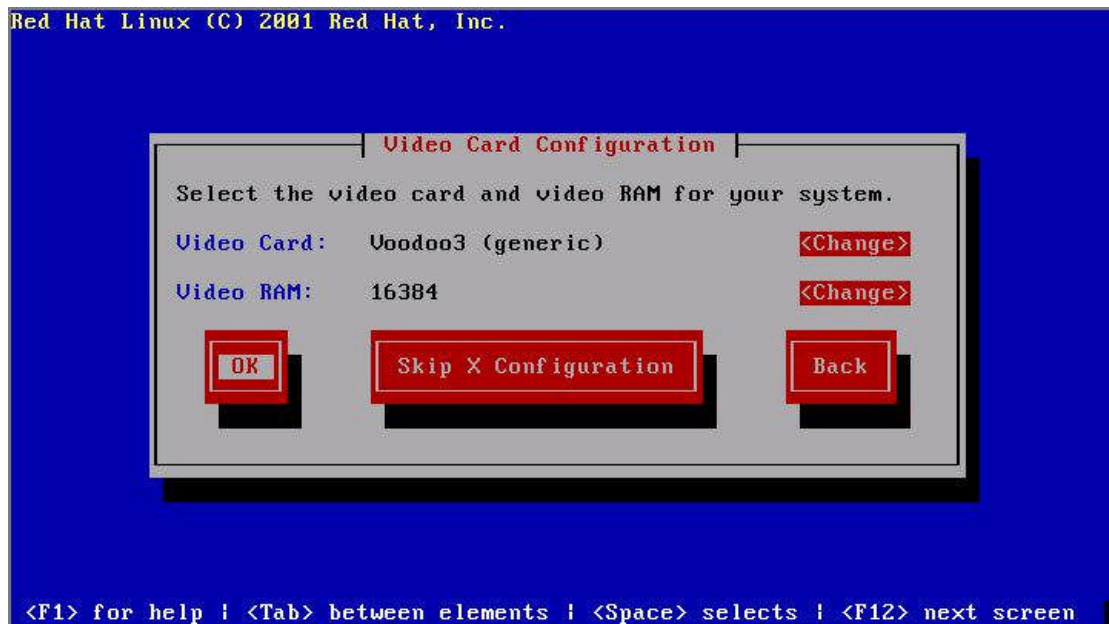 Red Hat Linux (C) 2001 Red Hat, Inc.
Video Card Configuration
Select the video card and video RAM for your system.
Video Card: Voodoo3 (generic) <Change>
Video RAM: 16384 <Change>
OK Skip X Configuration Back
<F1> for help | <Tab> between elements | <Space> selects | <F12> next screen